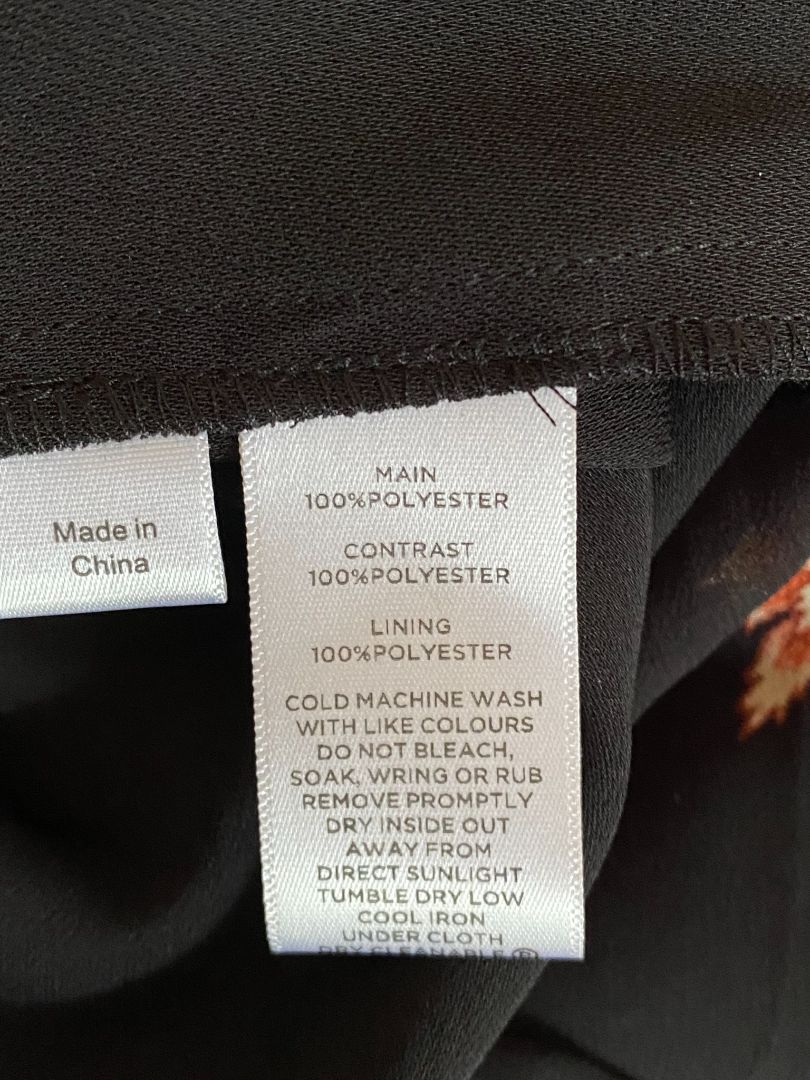 Made in
China
MAIN
100%POLYESTER
CONTRAST
100%POLYESTER
LINING
100%POLYESTER
COLD MACHINE WASH
WITH LIKE COLOURS
DO NOT BLEACH,
SOAK, WRING OR RUB
REMOVE PROMPTLY
DRY INSIDE OUT
AWAY FROM
DIRECT SUNLIGHT
TUMBLE DRY LOW
COOL IRON
UNDER CLOTH
DRY CLEANABLE Ⓟ